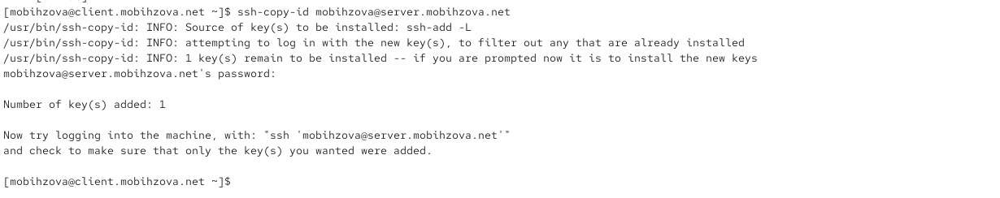 [mobihzova@client.mobihzova.net ~]$ ssh-copy-id mobihzova@server.mobihzova.net
/usr/bin/ssh-copy-id: INFO: Source of key(s) to be installed: ssh-add -L
/usr/bin/ssh-copy-id: INFO: attempting to log in with the new key(s), to filter out any that are already installed
/usr/bin/ssh-copy-id: INFO: 1 key(s) remain to be installed -- if you are prompted now it is to install the new keys
mobihzova@server.mobihzova.net's password:
Number of key(s) added: 1
Now try logging into the machine, with: "ssh 'mobihzova@server.mobihzova.net'"
and check to make sure that only the key(s) you wanted were added.
[mobihzova@client.mobihzova.net ~]$